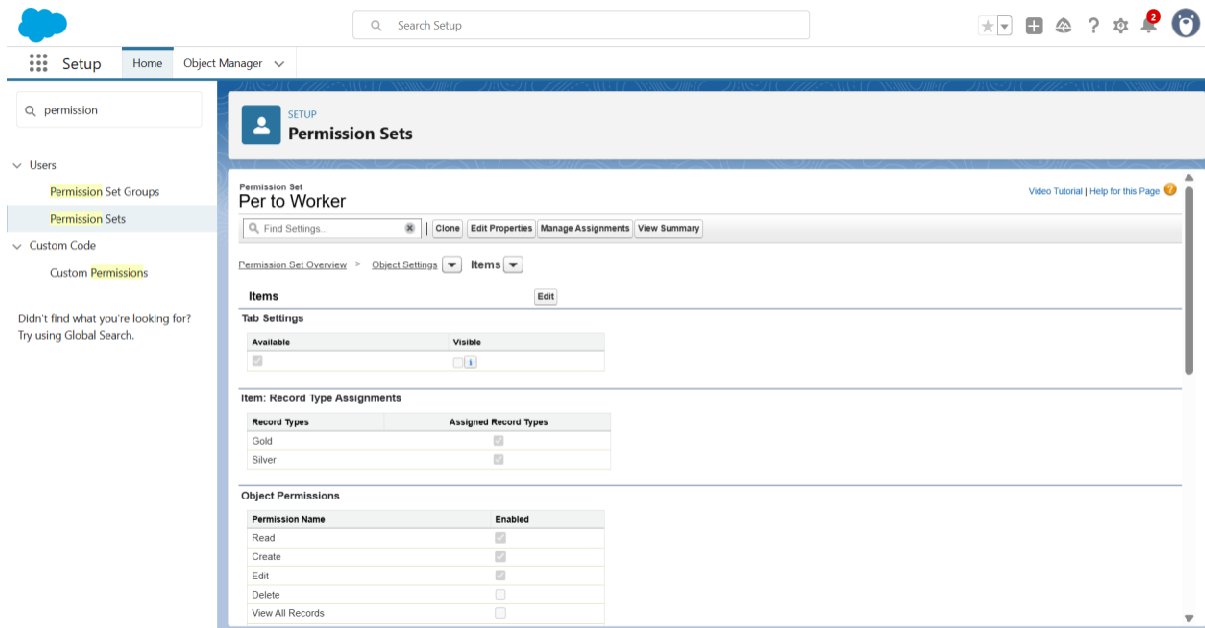 Search Setup
2
Setup
Home
Object Manager
permission
Users
Permission Set Groups
Permission Sets
Custom Code
Custom Permissions
Didn't find what you're looking for?
Try using Global Search.
SETUP
Permission Sets
Permission Set
Per to Worker
Video Tutorial | Help for this Page
Find Settings...
Clone
Edit Properties
Manage Assignments
View Summary
Permission Set Overview > Object Settings Items
Items
Edit
Tab Settings
Available Visible
Item: Record Type Assignments
Record Types Assigned Record Types
Gold
Silver
Object Permissions
Permission Name Enabled
Read
Create
Edit
Delete
View All Records